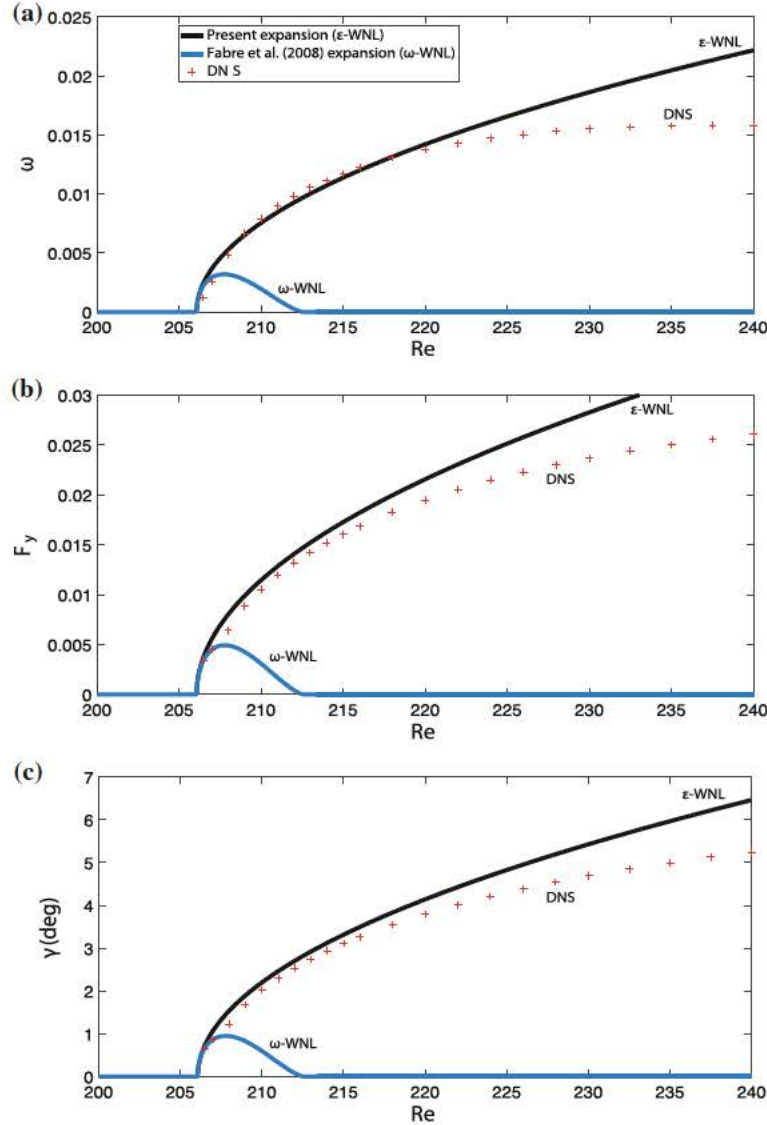 (a)
0.025
0.02
0.015
0.01
0.005
0
ω
Present expansion (ε-WNL)
Fabre et al. (2008) expansion (ω-WNL)
DN S
ε-WNL
DNS
ω-WNL
200 205 210 215 220 225 230 235 240
Re
(b)
0.03
0.025
0.02
0.015
0.01
0.005
0
F_y
ε-WNL
DNS
ω-WNL
200 205 210 215 220 225 230 235 240
Re
(c)
7
6
5
4
3
2
1
0
γ(deg)
ε-WNL
DNS
ω-WNL
200 205 210 215 220 225 230 235 240
Re